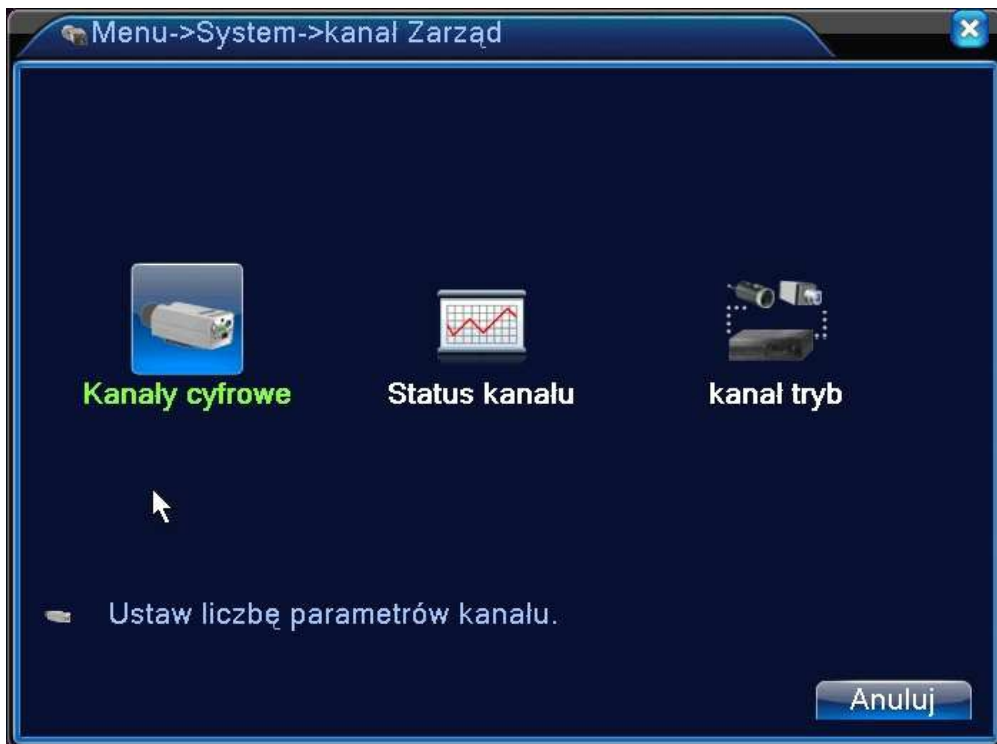 Menu->System->kanał Zarząd
Kanały cyfrowe
Status kanału
kanał tryb
Ustaw liczbę parametrów kanału.
Anuluj